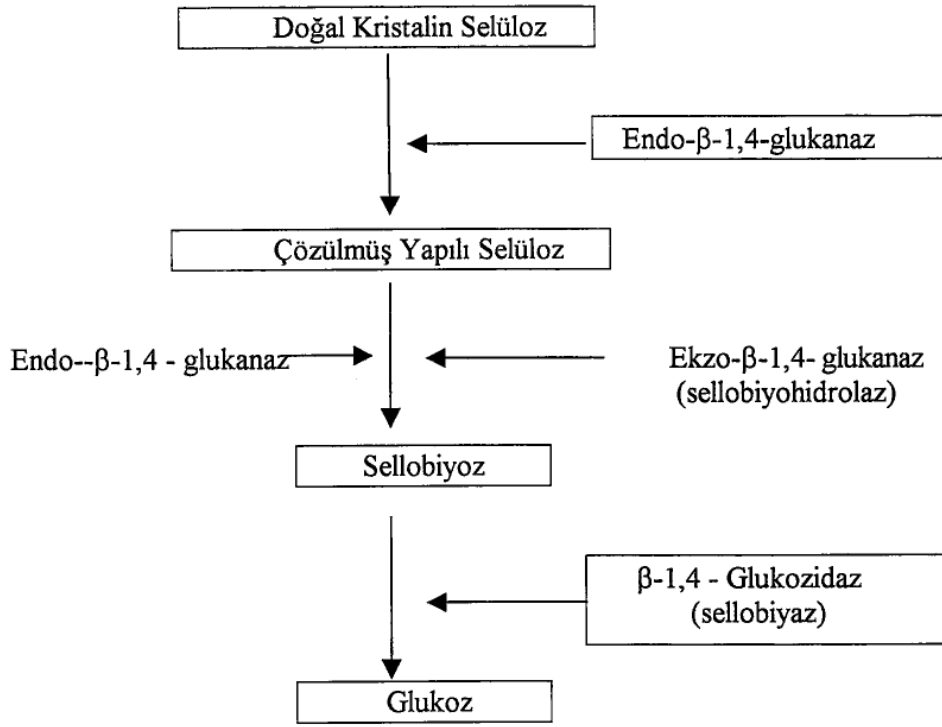 Doğal Kristalin Selüloz
Endo-β-1,4-glukanaz
Çözülmüş Yapılı Selüloz
Endo--β-1,4 - glukanaz
Ekzo-β-1,4- glukanaz
(sellobiyohidrolaz)
Sellobiyoz
β-1,4 - Glukozidaz
(sellobiyaz)
Glukoz